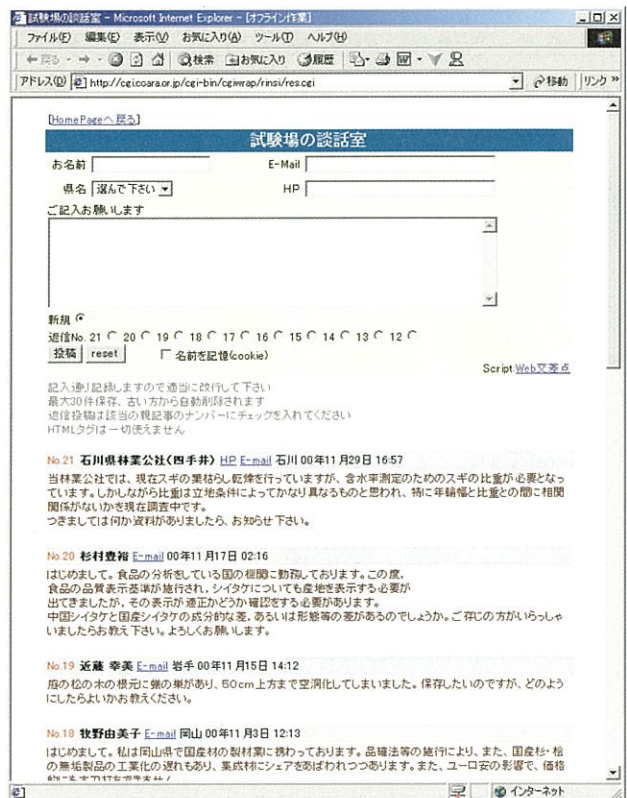 試験場の談話室 - Microsoft Internet Explorer - [オフライン作業]
ファイル(F) 編集(E) 表示(V) お気に入り(A) ツール(T) ヘルプ(H)
戻る 検索 お気に入り 履歴
アドレス(D) http://cgi.coara.or.jp/cgi-bin/cgiwrap/rinsi/res.cgi 移動 リンク »
[HomePageへ戻る]
試験場の談話室
お名前 E-Mail
県名 選んで下さい HP
ご記入お願いします
新規
返信No. 21 20 19 18 17 16 15 14 13 12
投稿 reset 名前を記憶(cookie)
Script:Web交差点
記入通り記録しますので適当に改行して下さい
最大30件保存、古い方から自動削除されます
返信投稿は該当の親記事のナンバーにチェックを入れてください
HTMLタグは一切使えません
No.21 石川県林業公社(四手井) HP E-mail 石川 00年11月29日 16:57
当林業公社では、現在スギの葉枯らし乾燥を行っていますが、含水率測定のためのスギの比重が必要となっ
ています。しかしながら比重は立地条件によってかなり異なるものと思われ、特に年輪幅と比重との間に相関
関係がないかを現在調査中です。
つきましては何か資料がありましたら、お知らせ下さい。
No.20 杉村豊裕 E-mail 00年11月17日 02:16
はじめまして。食品の分析をしている国の機関に勤務しております。この度、
食品の品質表示基準が施行され、シイタケについても産地を表示する必要が
出てきましたが、その表示が適正かどうか確認をする必要があります。
中国シイタケと国産シイタケの成分的な差、あるいは形態等の差があるのでしょうか。ご存じの方がいらっしゃ
いましたらお教え下さい。よろしくお願いします。
No.19 近藤 幸美 E-mail 岩手 00年11月15日 14:12
庭の松の木の根元に蟻の巣があり、50cm上方まで空洞化してしまいました。保存したいのですが、どのよう
にしたらよいかお教えください。
No.18 牧野由美子 E-mail 岡山 00年11月3日 12:13
はじめまして。私は岡山県で国産材の製材業に携わっております。品確法等の施行により、また、国産杉・桧
の無垢製品の工業化の遅れもあり、集成材にシェアをあばわれつつあります。また、ユーロ安の影響で、価格
インターネット